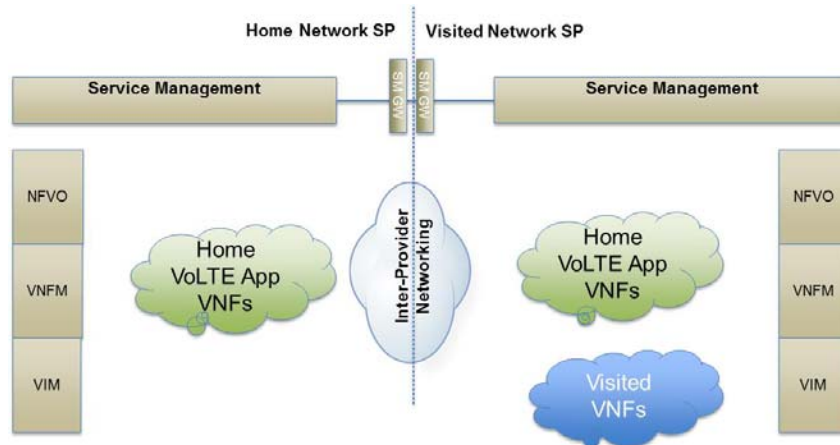 Home Network SP
Visited Network SP
Service Management
SM GW
SM GW
Service Management
NFVO
VNFM
VIM
Home
VoLTE App
VNFs
Inter-Provider
Networking
Home
VoLTE App
VNFs
Visited
VNFs
NFVO
VNFM
VIM